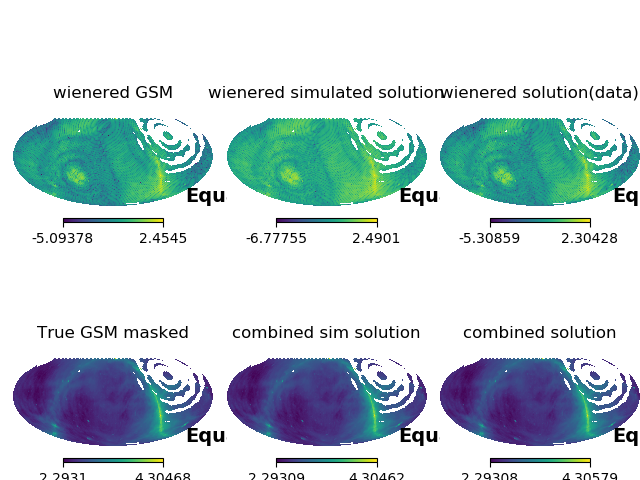 wienered GSM wienered simulated solution wienered solution(data)
Equ Equ Eq
-5.09378 2.4545 -6.77755 2.4901 -5.30859 2.30428
True GSM masked combined sim solution combined solution
Equ Equ Eq
2.2931 4.30468 2.29309 4.30462 2.29308 4.30579